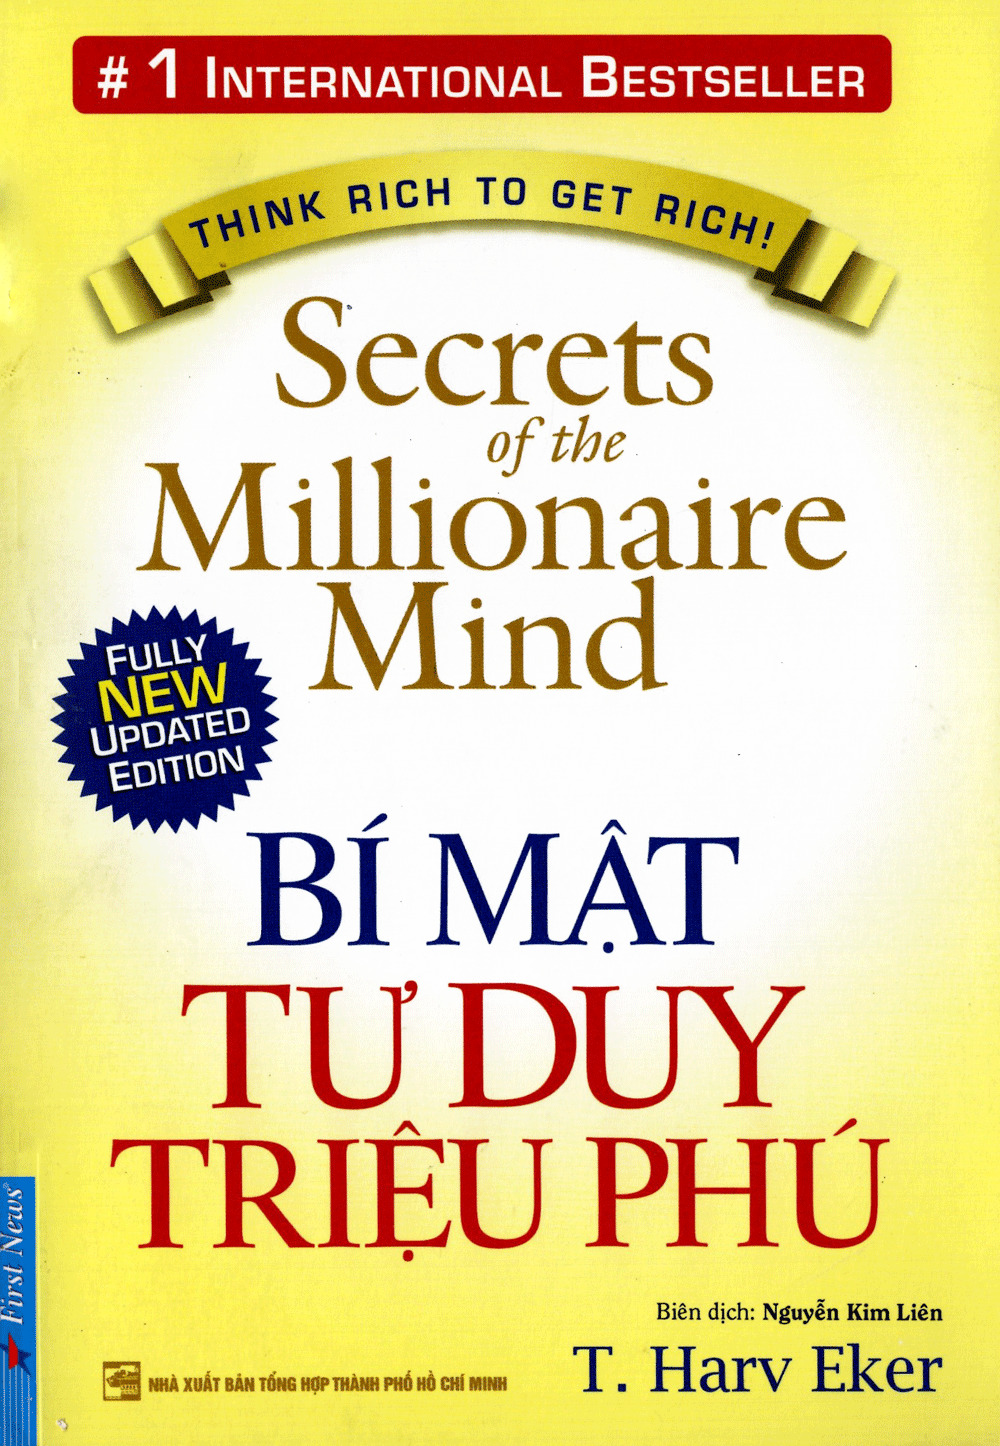 # 1 INTERNATIONAL BESTSELLER
THINK RICH TO GET RICH!
Secrets
of the
Millionaire
Mind
FULLY
NEW
UPDATED
EDITION
BÍ MẬT
TƯ DUY
TRIỆU PHÚ
First News®
Biên dịch: Nguyễn Kim Liên
T. Harv Eker
NHÀ XUẤT BẢN TỔNG HỢP THÀNH PHỐ HỒ CHÍ MINH